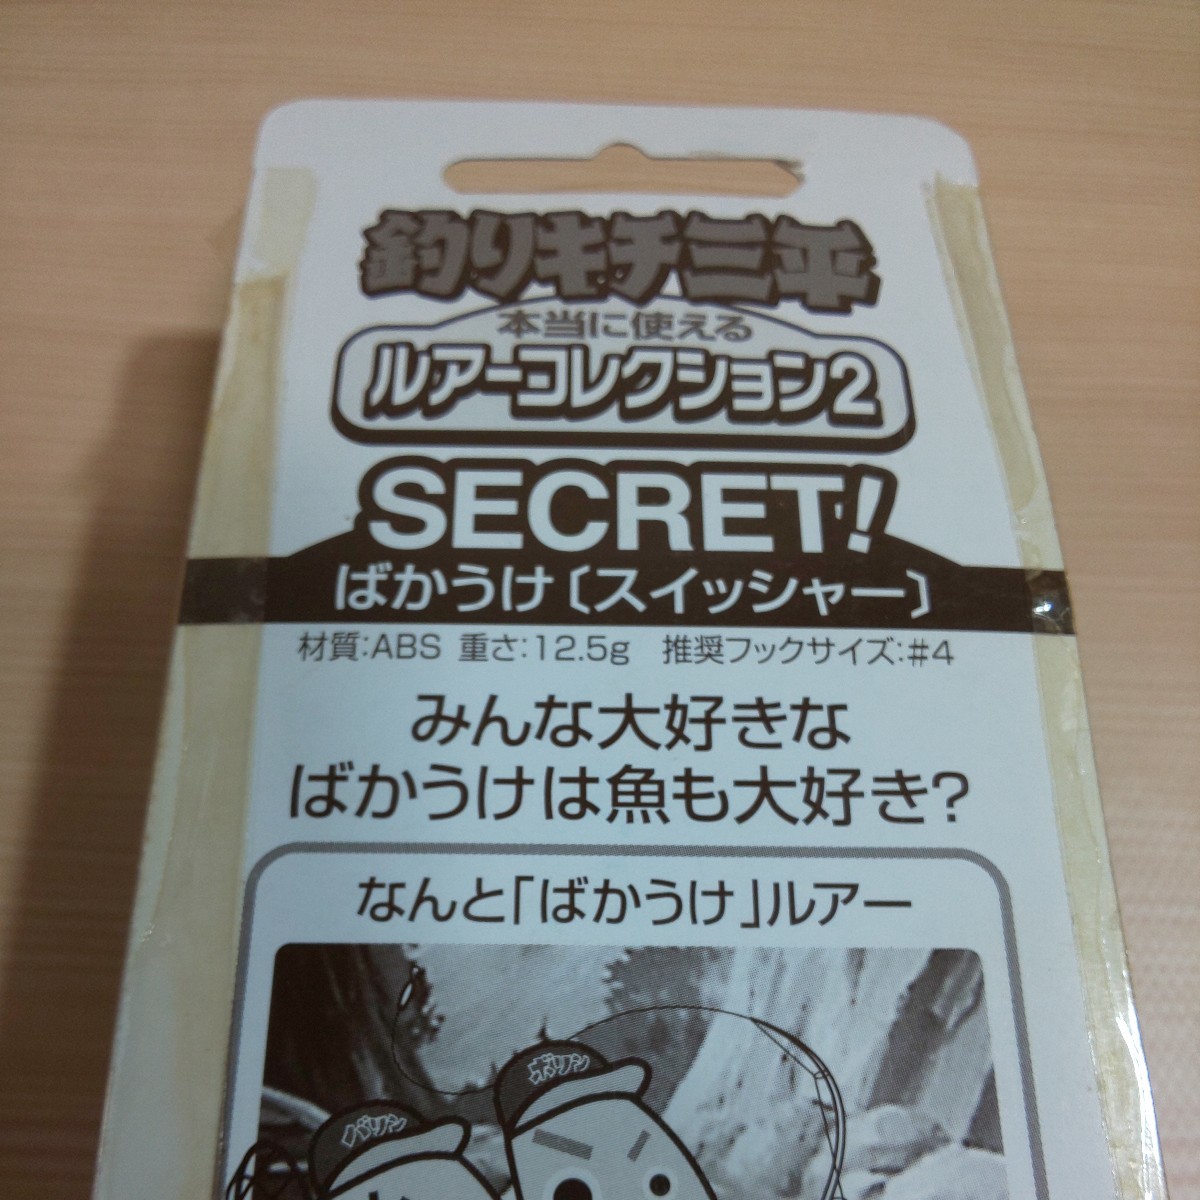 釣りキチ三平
本当に使える
ルアーコレクション2
SECRET!
ばかうけ〔スイッシャー〕
材質:ABS 重さ:12.5g 推奨フックサイズ:#4
みんな大好きな
ばかうけは魚も大好き?
なんと「ばかうけ」ルアー
ボリン
バリン